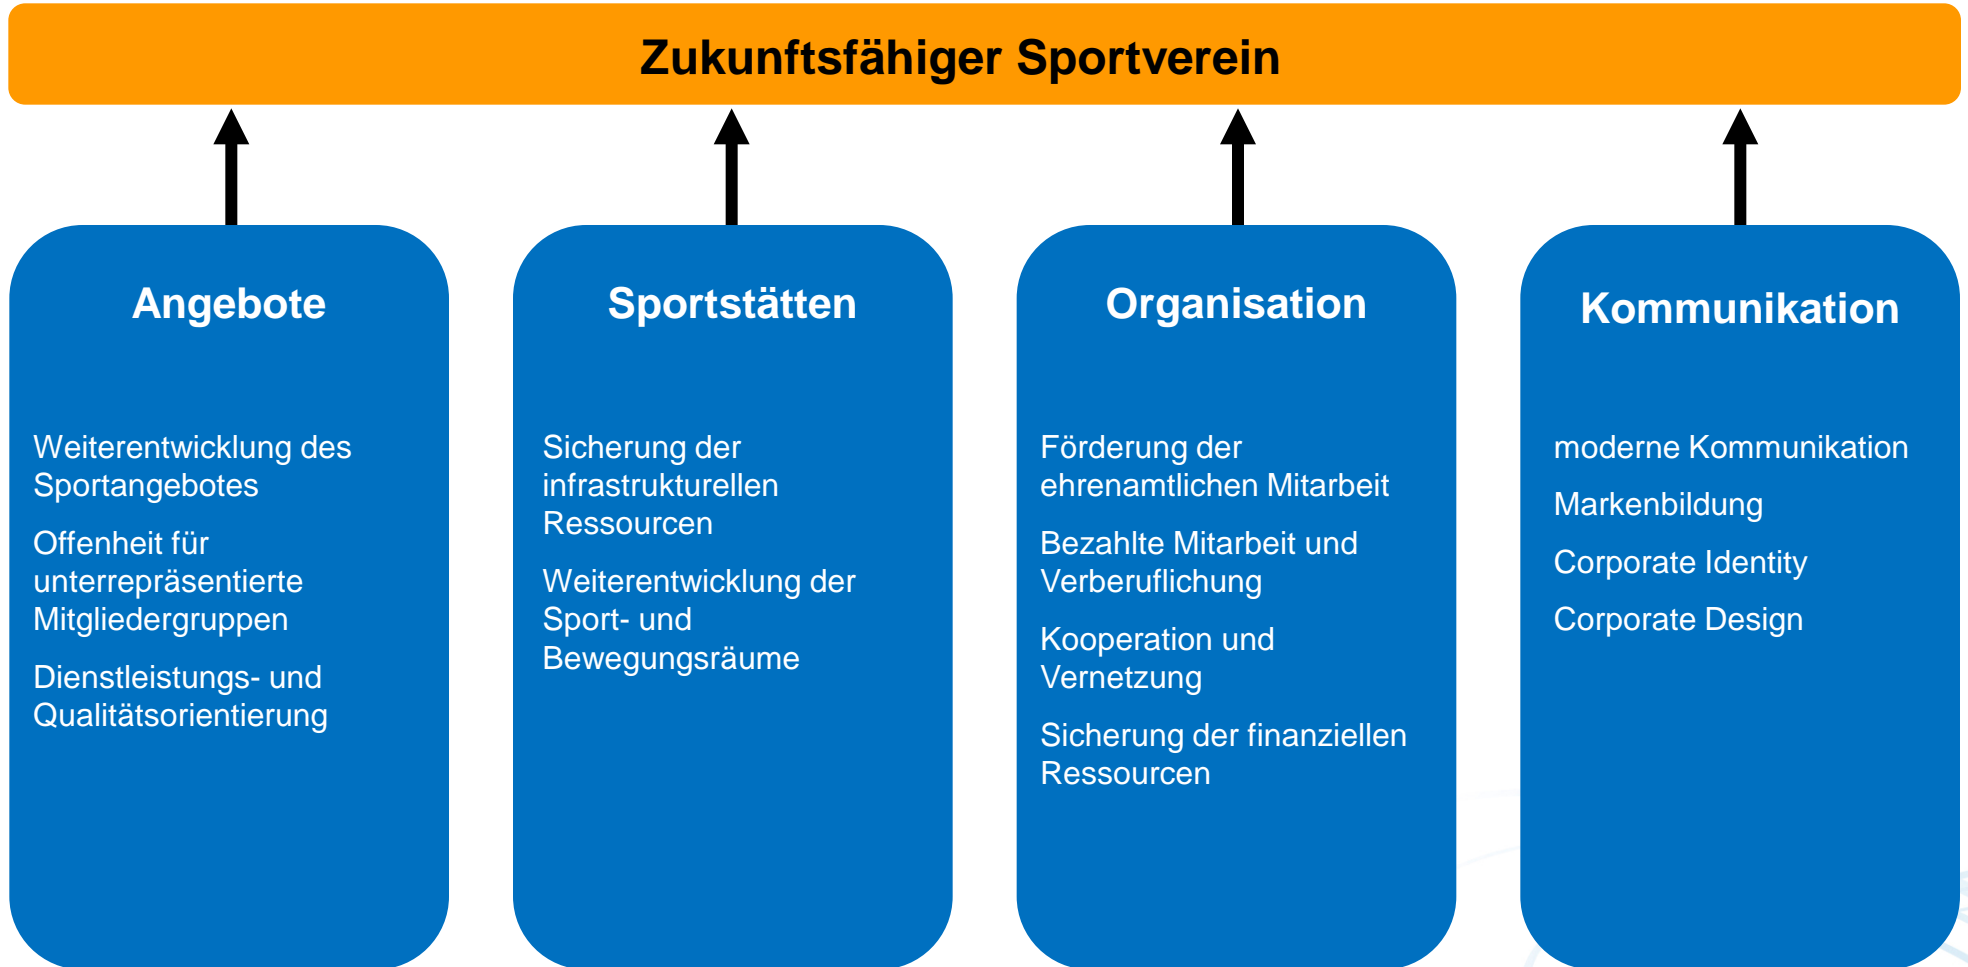 Zukunftsfähiger Sportverein
Angebote
Weiterentwicklung des
Sportangebotes
Offenheit für
unterrepräsentierte
Mitgliedergruppen
Dienstleistungs- und
Qualitätsorientierung
Sportstätten
Sicherung der
infrastrukturellen
Ressourcen
Weiterentwicklung der
Sport- und
Bewegungsräume
Organisation
Förderung der
ehrenamtlichen Mitarbeit
Bezahlte Mitarbeit und
Verberuflichung
Kooperation und
Vernetzung
Sicherung der finanziellen
Ressourcen
Kommunikation
moderne Kommunikation
Markenbildung
Corporate Identity
Corporate Design